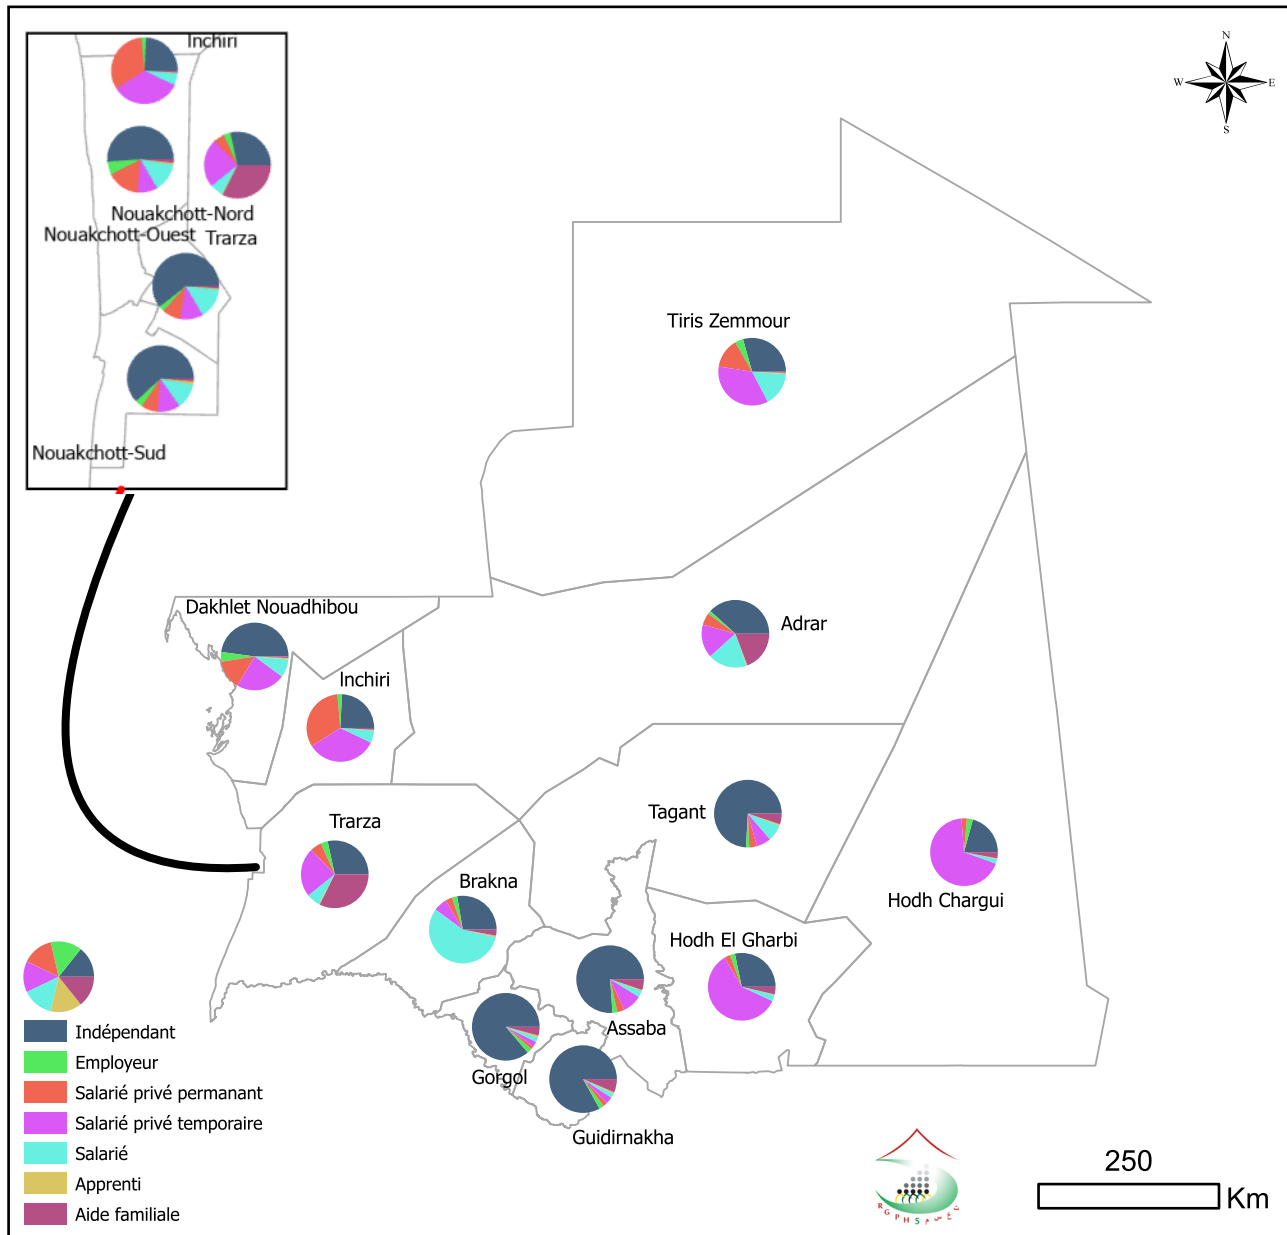 Inchiri
Nouakchott-Nord
Nouakchott-Ouest
Trarza
Nouakchott-Sud
N
W
E
S
Tiris Zemmour
Dakhlet Nouadhibou
Adrar
Inchiri
Tagant
Trarza
Brakna
Hodh Chargui
Hodh El Gharbi
Assaba
Gorgol
Guidirnakha
Indépendant
Employeur
Salarié privé permanant
Salarié privé temporaire
Salarié
Apprenti
Aide familiale
RGPH5
250
Km